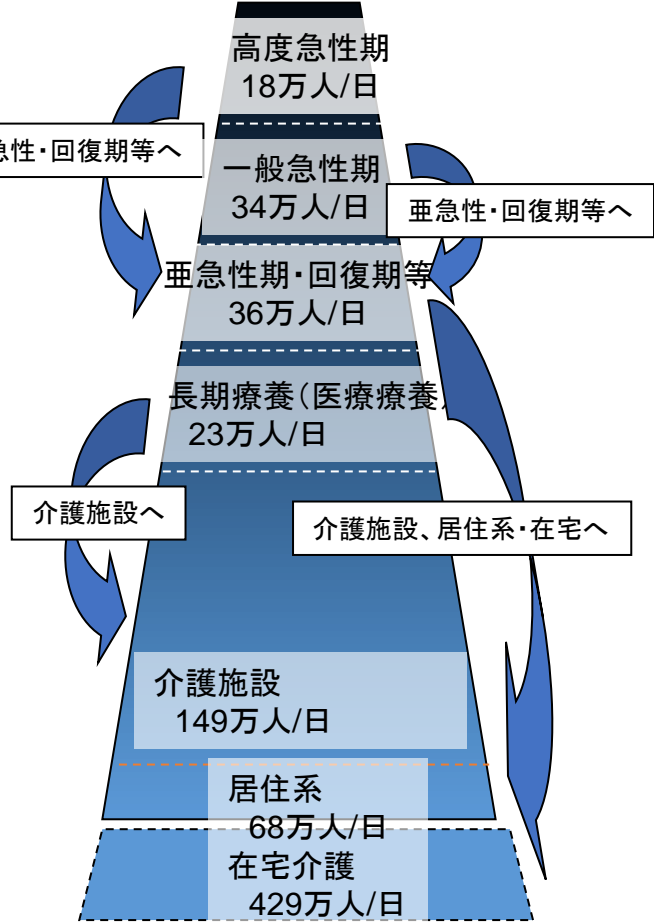 高度急性期
18万人/日
急性・回復期等へ
一般急性期
34万人/日
亜急性・回復期等へ
亜急性期・回復期等
36万人/日
長期療養(医療療養)
23万人/日
介護施設へ
介護施設、居住系・在宅へ
介護施設
149万人/日
居住系
68万人/日
在宅介護
429万人/日